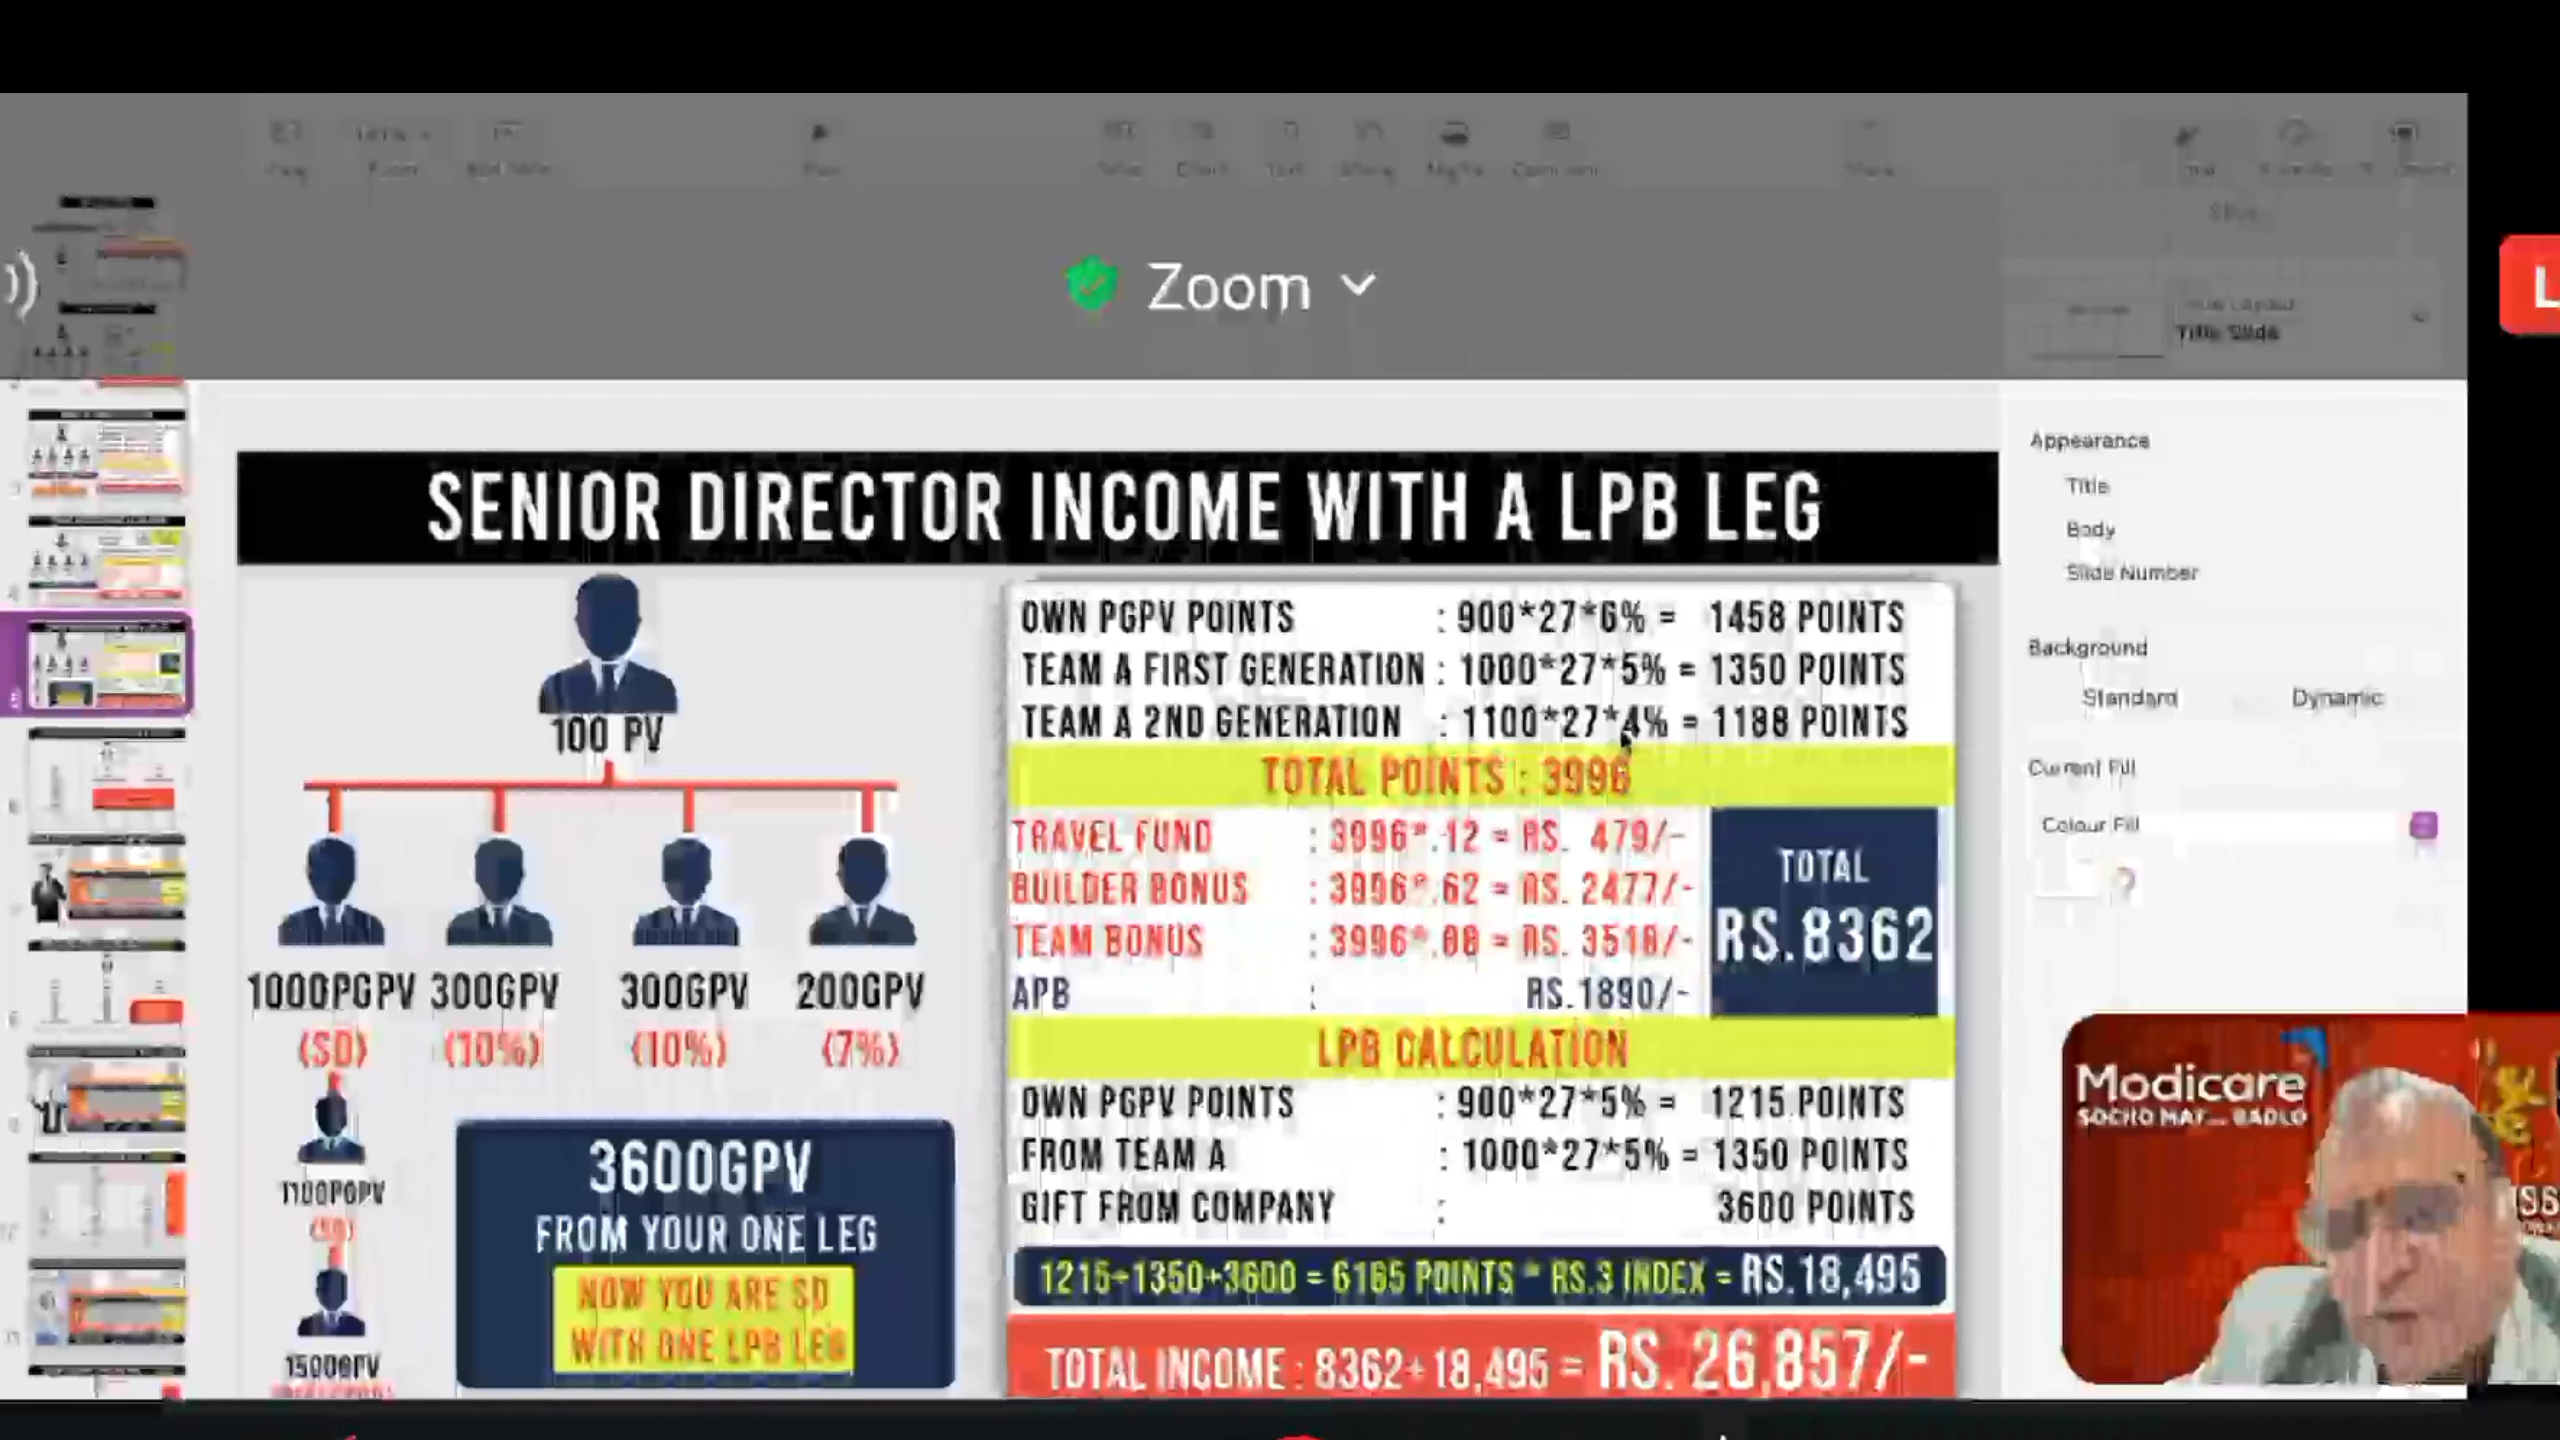 Zoom
L
Title Slide
SENIOR DIRECTOR INCOME WITH A LPB LEG
100 PV
1000PGPV 300GPV 300GPV 200GPV
(SD) (10%) (10%) (7%)
1100PGPV
(SD)
1500GPV
3600GPV
FROM YOUR ONE LEG
NOW YOU ARE SD
WITH ONE LPB LEG
OWN PGPV POINTS : 900*27*6% = 1458 POINTS
TEAM A FIRST GENERATION : 1000*27*5% = 1350 POINTS
TEAM A 2ND GENERATION : 1100*27*4% = 1188 POINTS
TOTAL POINTS : 3996
TRAVEL FUND : 3996*.12 = RS. 479/-
BUILDER BONUS : 3996*.62 = RS. 2477/-
TEAM BONUS : 3996*.88 = RS. 3518/-
APB : RS.1890/-
TOTAL
RS.8362
LPB CALCULATION
OWN PGPV POINTS : 900*27*5% = 1215 POINTS
FROM TEAM A : 1000*27*5% = 1350 POINTS
GIFT FROM COMPANY : 3600 POINTS
1215+1350+3600 = 6165 POINTS * RS.3 INDEX = RS.18,495
TOTAL INCOME : 8362+18,495 = RS. 26,857/-
Appearance
Title
Body
Slide Number
Background
Standard Dynamic
Current Fill
Colour Fill
Modicare
SOCHO MAT... BADLO